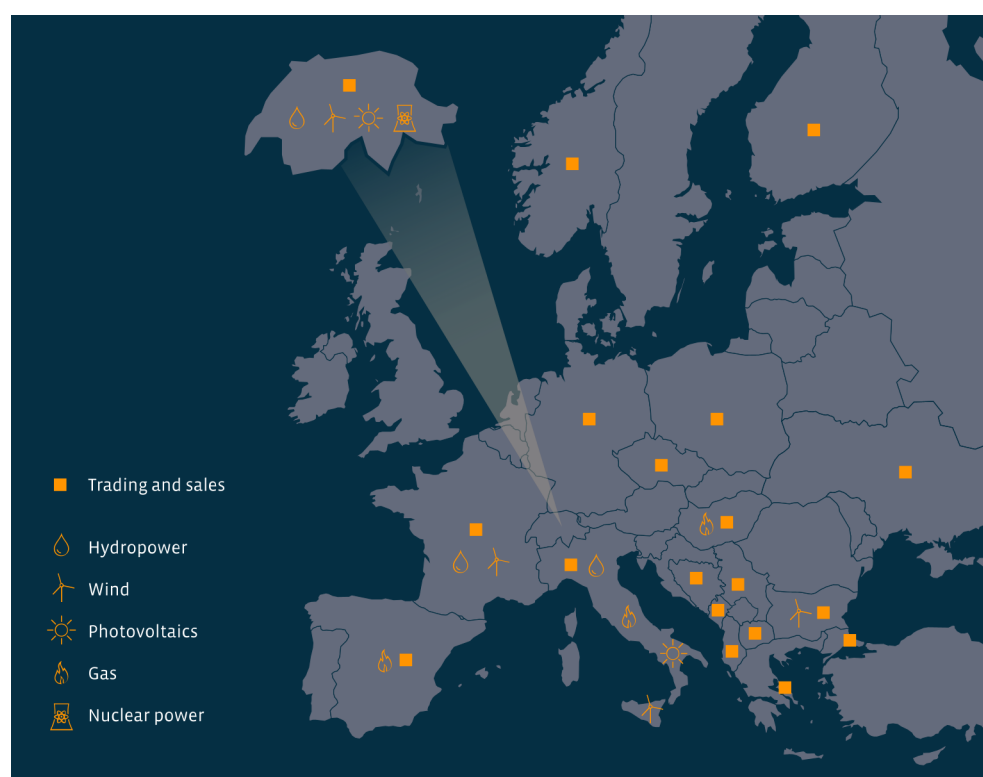 Trading and sales
Hydropower
Wind
Photovoltaics
Gas
Nuclear power